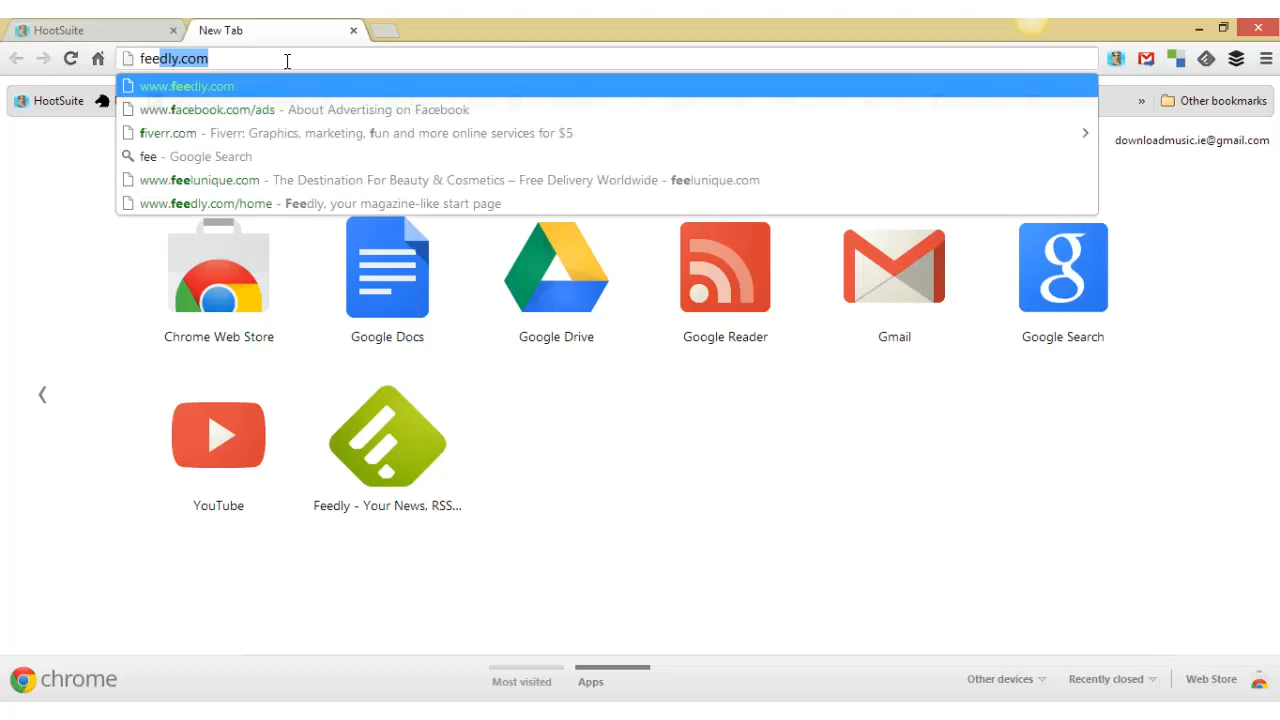 HootSuite
New Tab
feedly.com
www.feedly.com
www.facebook.com/ads - About Advertising on Facebook
fiverr.com - Fiverr: Graphics, marketing, fun and more online services for $5
fee - Google Search
www.feelunique.com - The Destination For Beauty & Cosmetics – Free Delivery Worldwide - feelunique.com
www.feedly.com/home - Feedly, your magazine-like start page
HootSuite
» Other bookmarks
downloadmusic.ie@gmail.com
Chrome Web Store
Google Docs
Google Drive
Google Reader
Gmail
Google Search
YouTube
Feedly - Your News, RSS...
chrome
Most visited
Apps
Other devices
Recently closed
Web Store